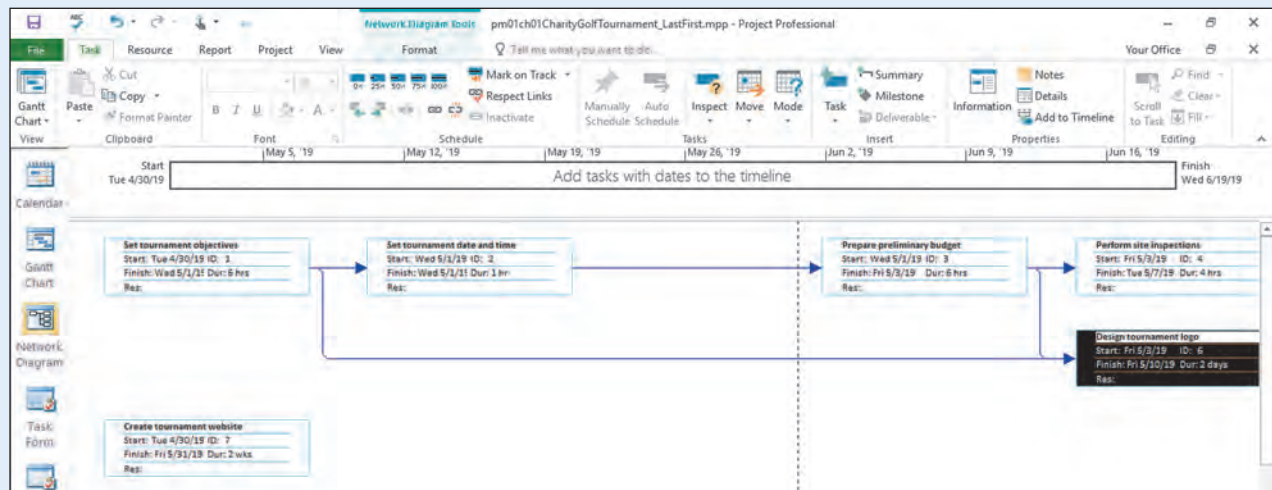 Network Diagram Tools
pm01ch01CharityGolfTournament_LastFirst.mpp - Project Professional
File Task Resource Report Project View Format Tell me what you want to do... Your Office
Gantt Chart
View
Paste
Cut
Copy
Format Painter
Clipboard
B I U A
Font
0% 25% 50% 75% 100%
Mark on Track
Respect Links
Inactivate
Schedule
Manually Schedule
Auto Schedule
Inspect
Move
Mode
Tasks
Task
Summary
Milestone
Deliverable
Insert
Information
Notes
Details
Add to Timeline
Properties
Scroll to Task
Find
Clear
Fill
Editing
May 5, '19 May 12, '19 May 19, '19 May 26, '19 Jun 2, '19 Jun 9, '19 Jun 16, '19
Start
Tue 4/30/19
Add tasks with dates to the timeline
Finish
Wed 6/19/19
Calendar
Gantt Chart
Network Diagram
Task Form
Set tournament objectives
Start: Tue 4/30/19 ID: 1
Finish: Wed 5/1/19 Dur: 6 hrs
Res:
Set tournament date and time
Start: Wed 5/1/19 ID: 2
Finish: Wed 5/1/19 Dur: 1 hr
Res:
Prepare preliminary budget
Start: Wed 5/1/19 ID: 3
Finish: Fri 5/3/19 Dur: 6 hrs
Res:
Perform site inspections
Start: Fri 5/3/19 ID: 4
Finish: Tue 5/7/19 Dur: 4 hrs
Res:
Design tournament logo
Start: Fri 5/3/19 ID: 6
Finish: Fri 5/10/19 Dur: 2 days
Res:
Create tournament website
Start: Tue 4/30/19 ID: 7
Finish: Fri 5/31/19 Dur: 2 wks
Res: